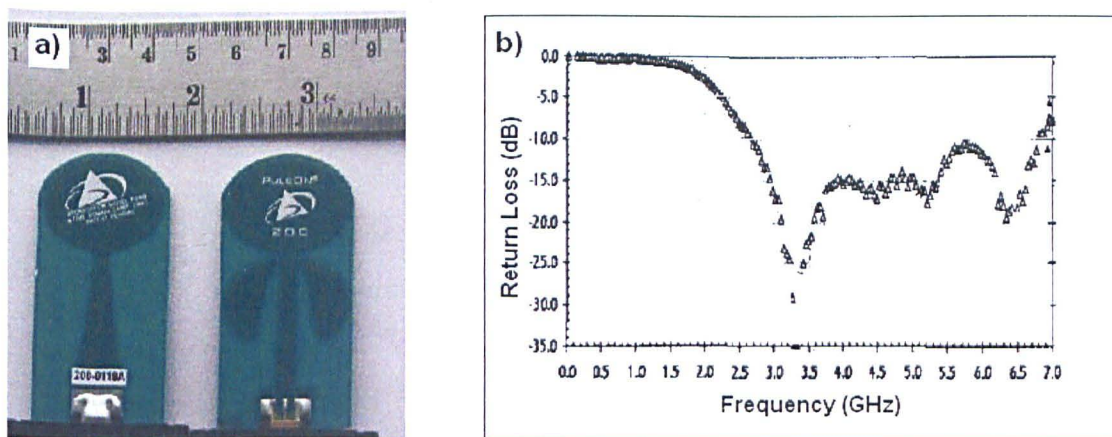 a)
1 3 4 5 6 7 8 9
1 2 3
PULSON®
200
200-0118A
b)
Return Loss (dB)
0.0
-5.0
-10.0
-15.0
-20.0
-25.0
-30.0
-35.0
0.0 0.5 1.0 1.5 2.0 2.5 3.0 3.5 4.0 4.5 5.0 5.5 6.0 6.5 7.0
Frequency (GHz)